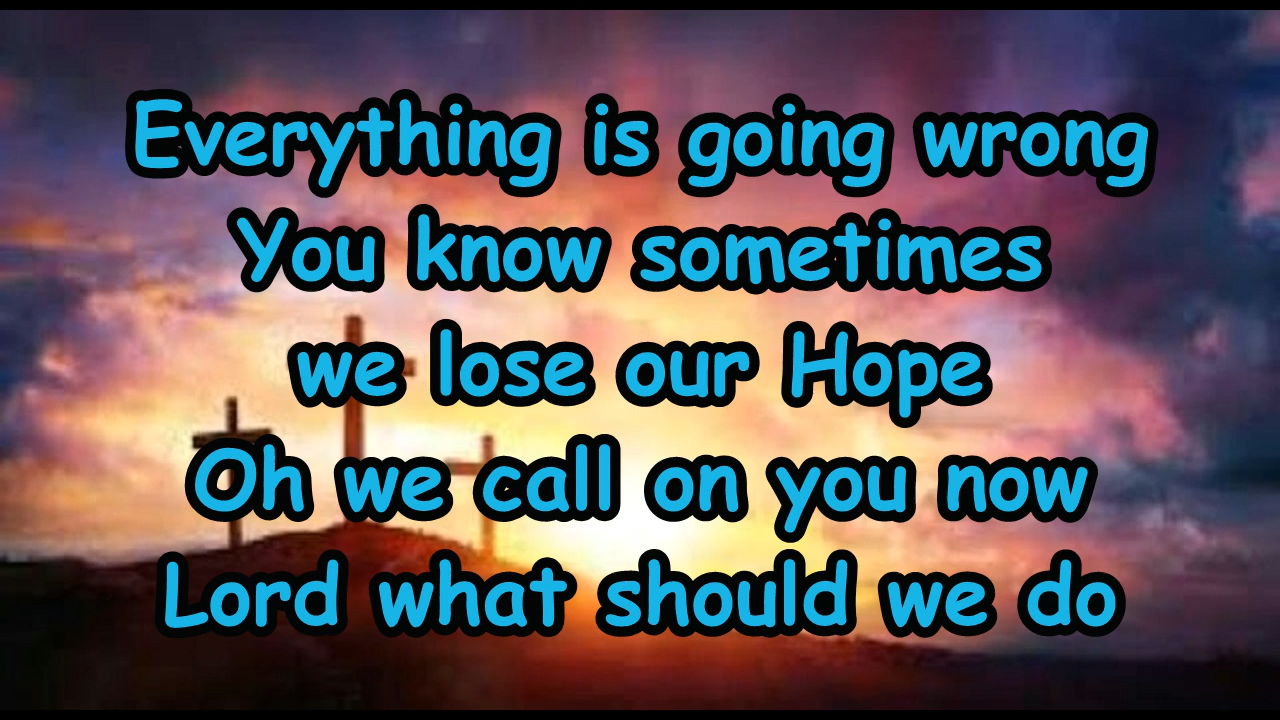 Everything is going wrong
You know sometimes
we lose our Hope
Oh we call on you now
Lord what should we do